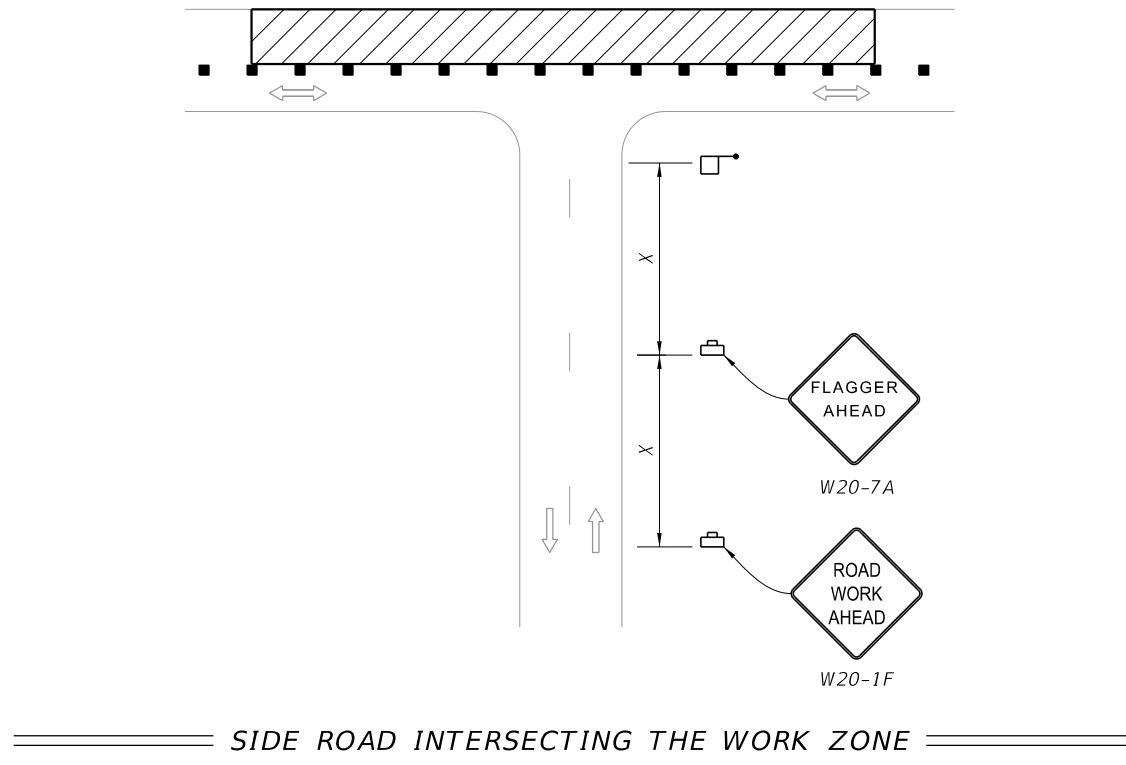 X
FLAGGER
AHEAD
X
W20-7A
ROAD
WORK
AHEAD
W20-1F
SIDE ROAD INTERSECTING THE WORK ZONE